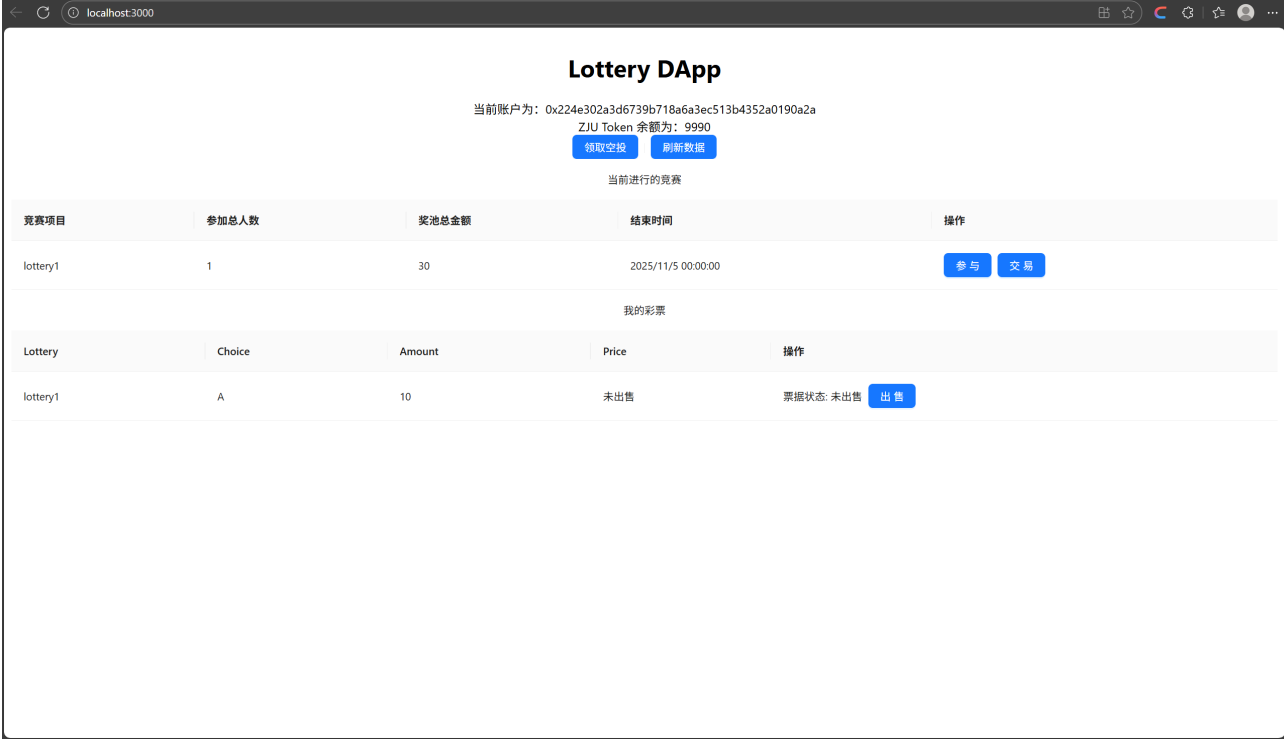 localhost:3000
Lottery DApp
当前账户为：0x224e302a3d6739b718a6a3ec513b4352a0190a2a
ZJU Token 余额为：9990
领取空投 刷新数据
当前进行的竞赛
竞赛项目 参加总人数 奖池总金额 结束时间 操作
lottery1 1 30 2025/11/5 00:00:00 参 与 交 易
我的彩票
Lottery Choice Amount Price 操作
lottery1 A 10 未出售 票据状态: 未出售 出 售